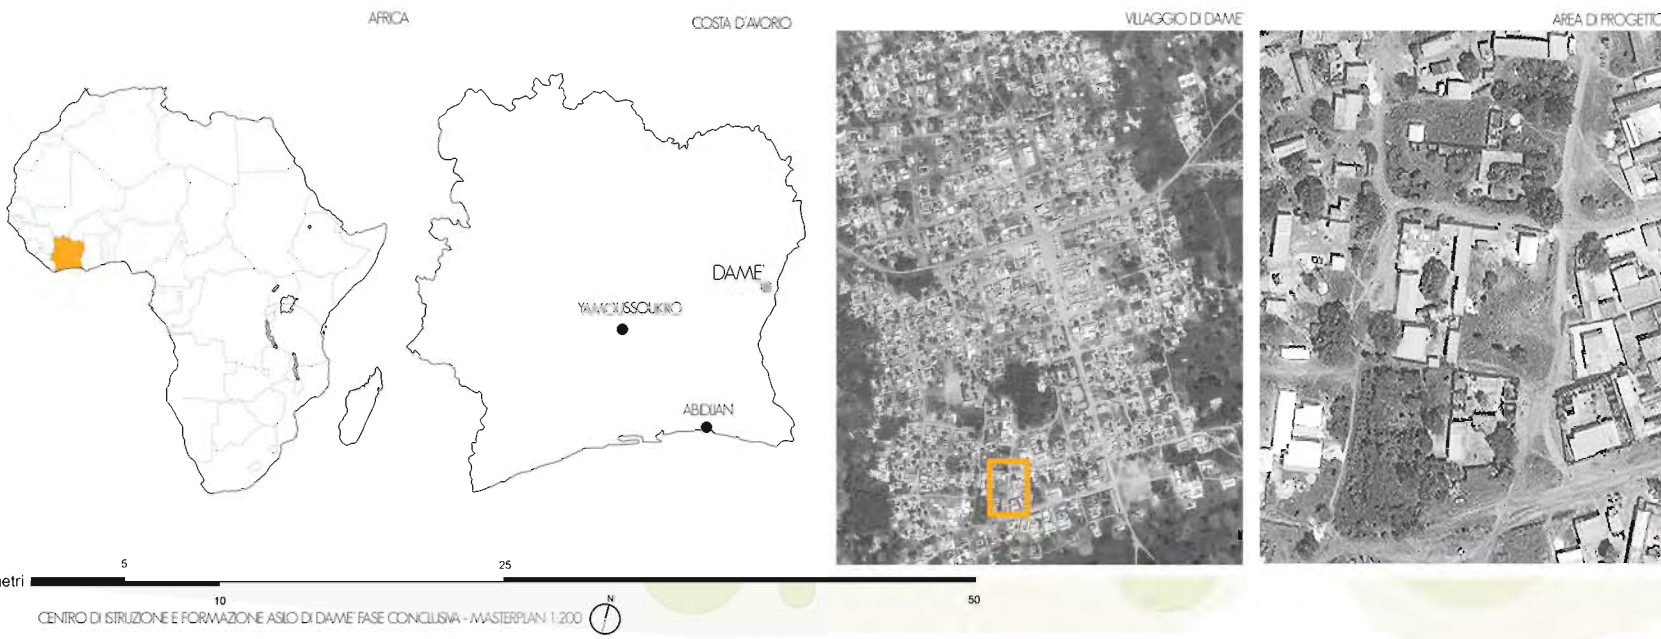 AFRICA
COSTA D'AVORIO
VILLAGGIO DI DAME'
AREA DI PROGETTO
DAME'
YAMOUSSOUKRO
ABIDJAN
5
25
etri
10
N
50
CENTRO DI ISTRUZIONE E FORMAZIONE ASILO DI DAME' FASE CONCLUSIVA - MASTERPLAN 1:200